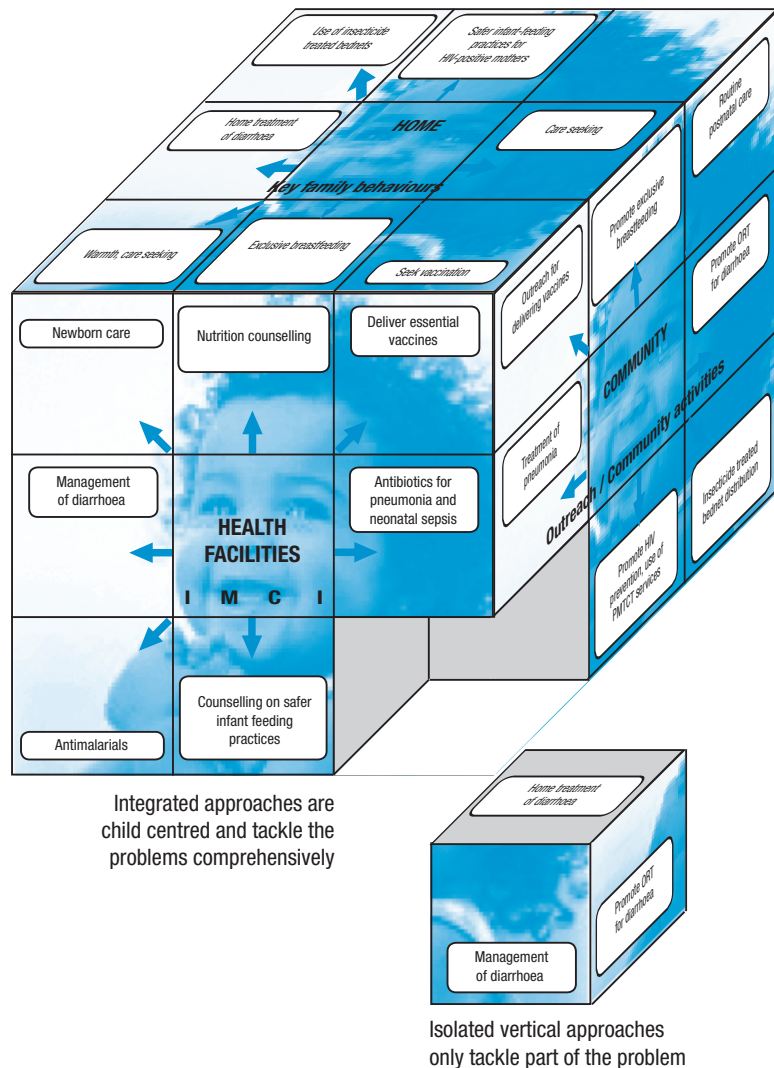 Use of insecticide
treated bednets
Safer infant-feeding
practices for
HIV-positive mothers
Home treatment
of diarrhoea
HOME
Care seeking
Key family behaviours
Warmth, care seeking
Exclusive breastfeeding
Seek vaccination
Newborn care
Nutrition counselling
Deliver essential
vaccines
Management
of diarrhoea
HEALTH
FACILITIES
I M C I
Antibiotics for
pneumonia and
neonatal sepsis
Antimalarials
Counselling on safer
infant feeding
practices
Outreach for
delivering vaccines
Promote exclusive
breastfeeding
Routine
postnatal care
Treatment of
pneumonia
COMMUNITY
Promote ORT
for diarrhoea
Outreach / Community activities
Promote HIV
prevention, use of
PMTCT services
Insecticide treated
bednet distribution
Integrated approaches are
child centred and tackle the
problems comprehensively
Home treatment
of diarrhoea
Management
of diarrhoea
Promote ORT
for diarrhoea
Isolated vertical approaches
only tackle part of the problem